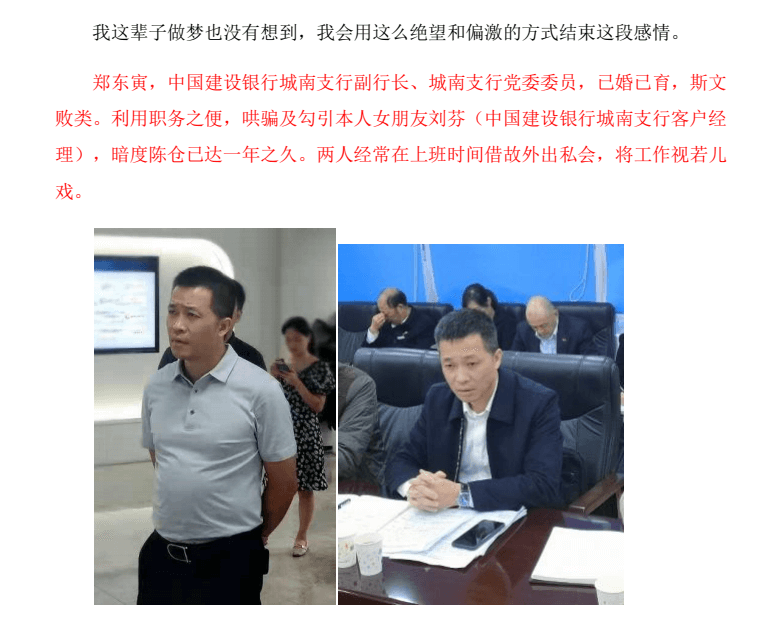 我这辈子做梦也没有想到，我会用这么绝望和偏激的方式结束这段感情。
郑东寅，中国建设银行城南支行副行长、城南支行党委委员，已婚已育，斯文
败类。利用职务之便，哄骗及勾引本人女朋友刘芬（中国建设银行城南支行客户经
理），暗度陈仓已达一年之久。两人经常在上班时间借故外出私会，将工作视若儿
戏。